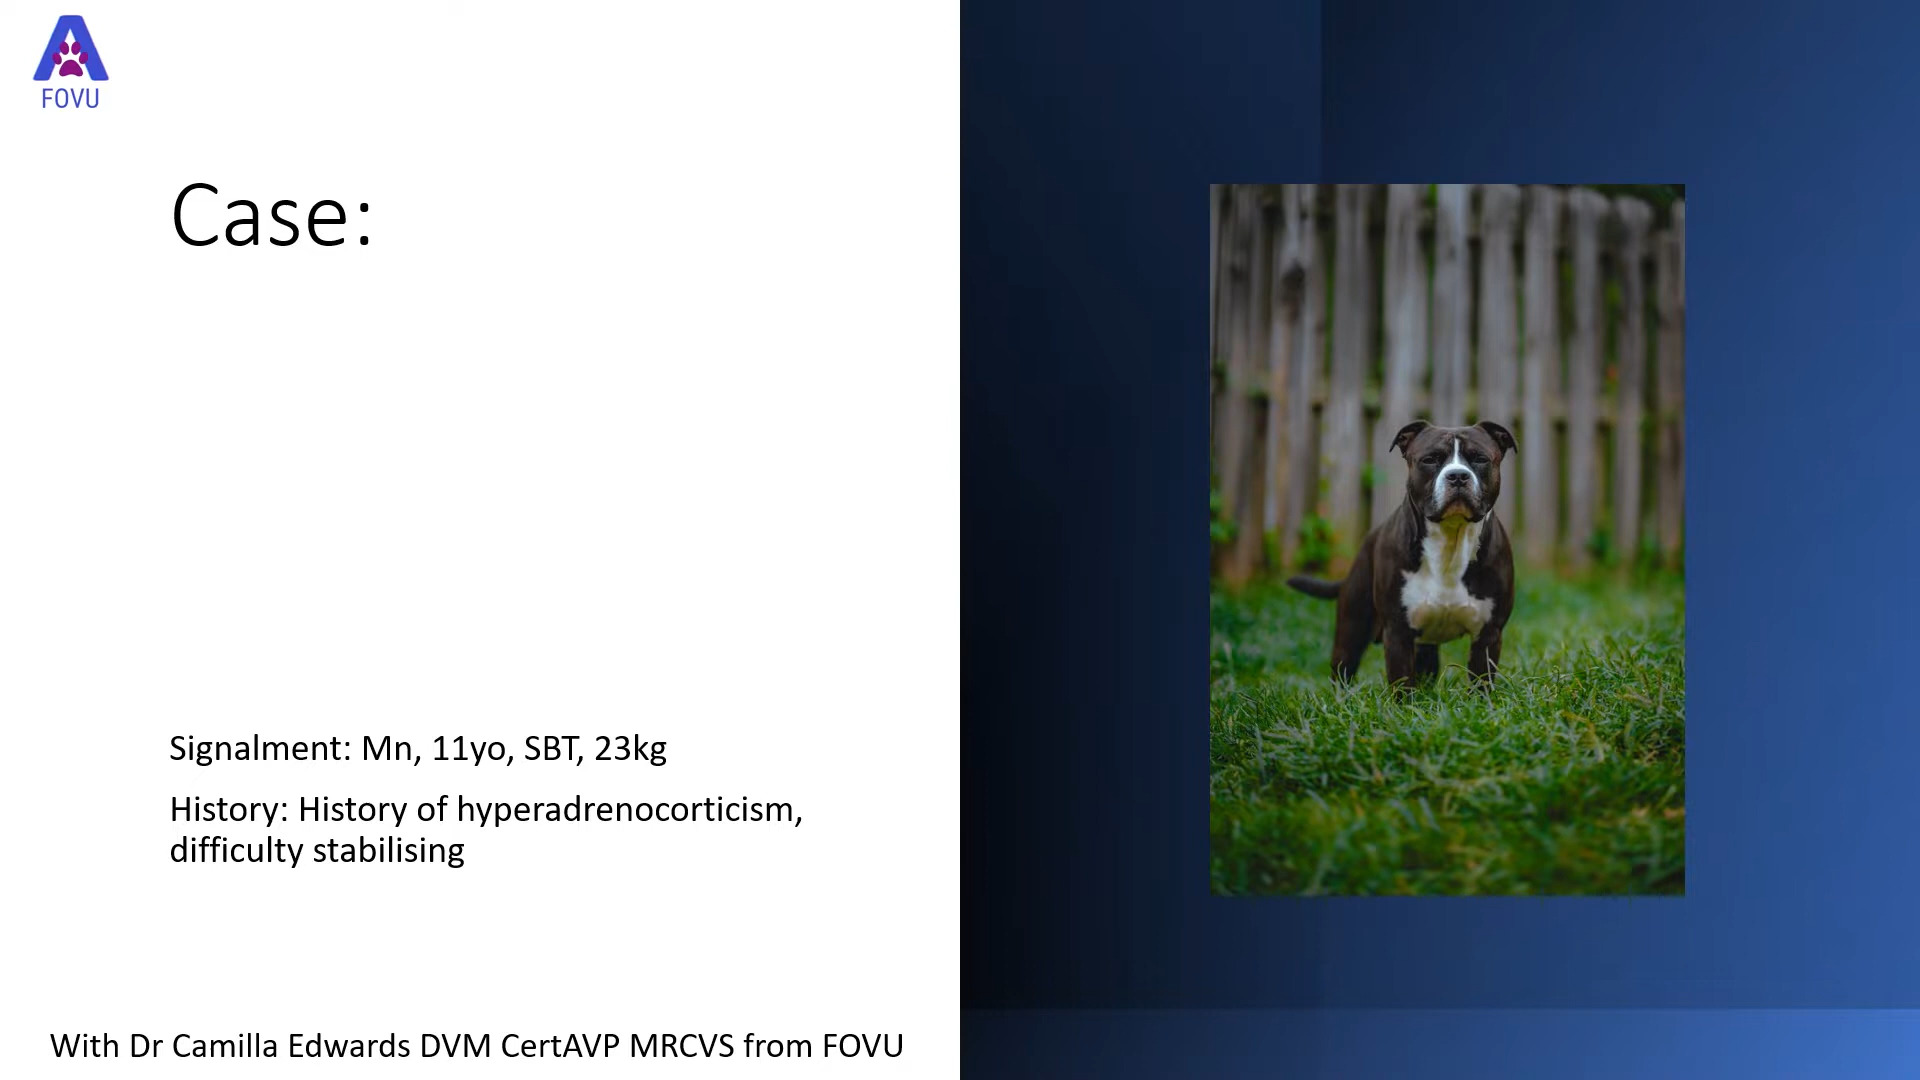 FOVU
Case:
Signalment: Mn, 11yo, SBT, 23kg
History: History of hyperadrenocorticism,
difficulty stabilising
With Dr Camilla Edwards DVM CertAVP MRCVS from FOVU